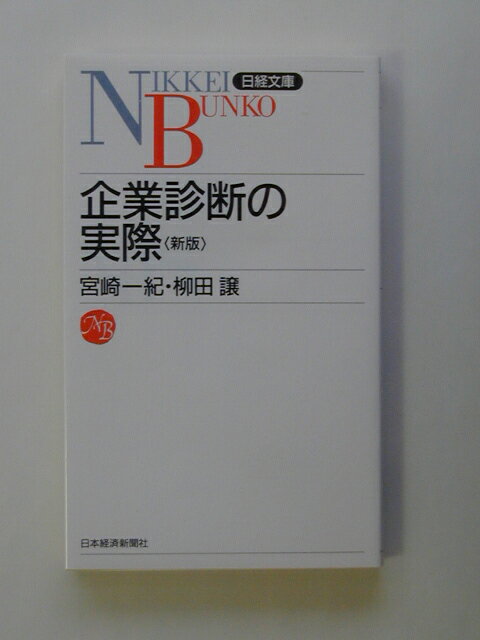 NIKKEI 日経文庫
BUNKO
企業診断の
実際〈新版〉
宮崎一紀・柳田 譲
NB
日本経済新聞社